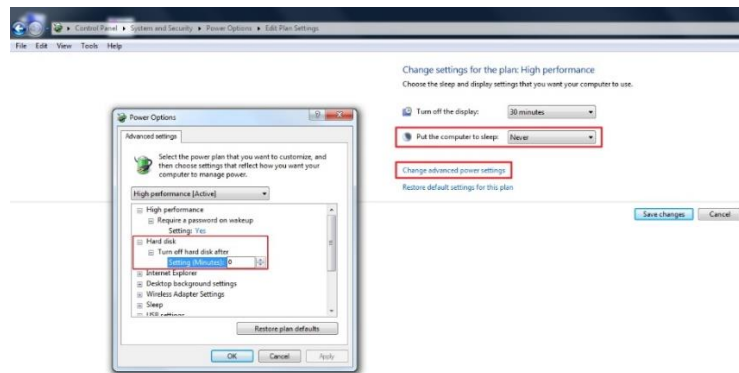 Control Panel ▸ System and Security ▸ Power Options ▸ Edit Plan Settings
File Edit View Tools Help
Change settings for the plan: High performance
Choose the sleep and display settings that you want your computer to use.
Turn off the display: 30 minutes
Put the computer to sleep: Never
Change advanced power settings
Restore default settings for this plan
Save changes Cancel
Power Options
Advanced settings
Select the power plan that you want to customize, and
then choose settings that reflect how you want your
computer to manage power.
High performance [Active]
High performance
Require a password on wakeup
Setting: Yes
Hard disk
Turn off hard disk after
Setting (Minutes): 0
Internet Explorer
Desktop background settings
Wireless Adapter Settings
Sleep
USB settings
Restore plan defaults
OK Cancel Apply